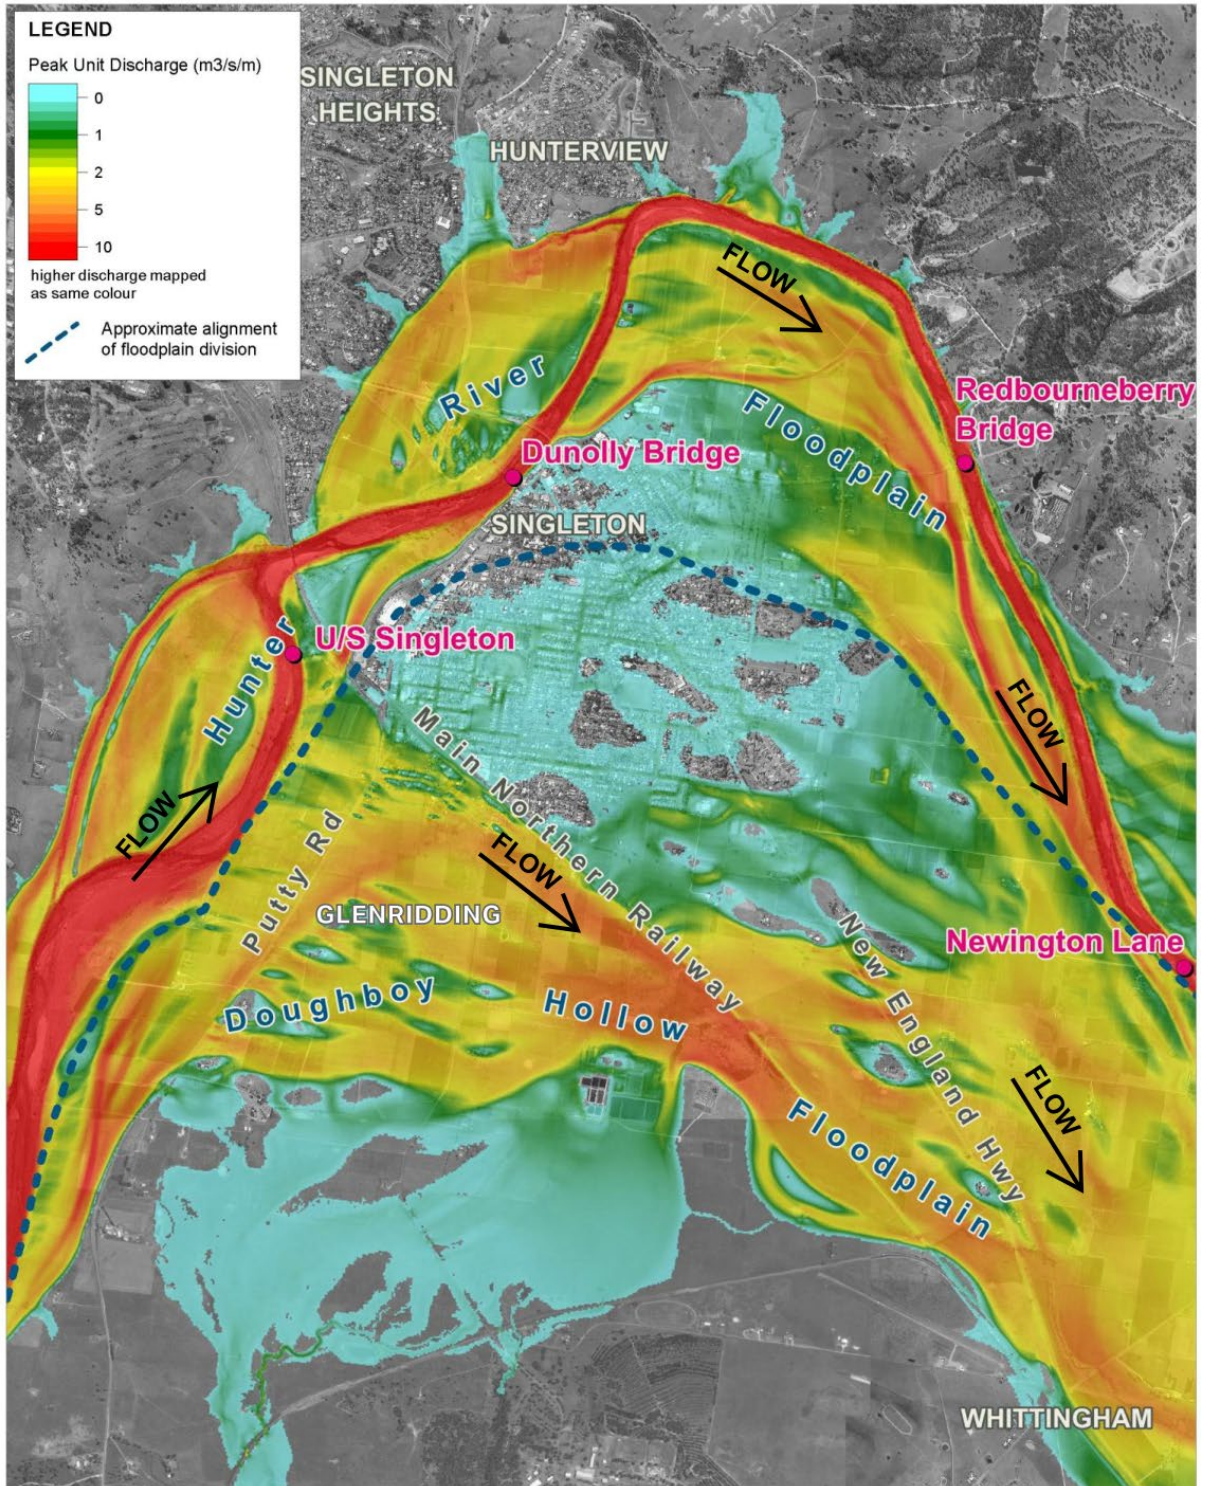 LEGEND
Peak Unit Discharge (m3/s/m)
0
1
2
5
10
higher discharge mapped
as same colour
Approximate alignment
of floodplain division
SINGLETON
HEIGHTS
HUNTERVIEW
FLOW
River
Floodplain
Redbourneberry
Bridge
Dunolly Bridge
SINGLETON
Hunter
U/S Singleton
FLOW
Main Northern Railway
FLOW
Putty Rd
FLOW
GLENRIDDING
New England Hwy
Newington Lane
Doughboy
Hollow
Floodplain
FLOW
WHITTINGHAM